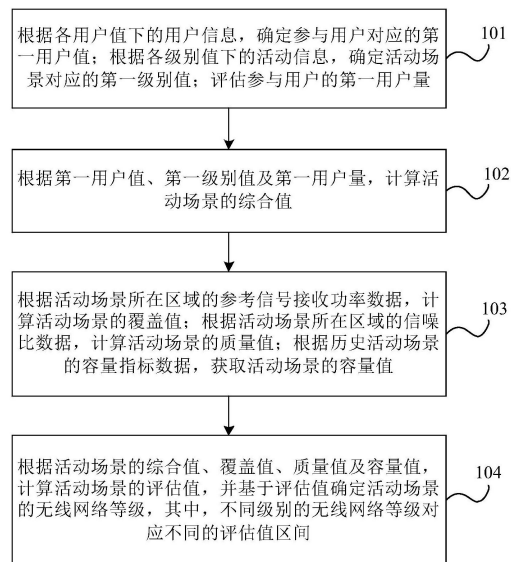 根据各用户值下的用户信息，确定参与用户对应的第
一用户值；根据各级别值下的活动信息，确定活动场
景对应的第一级别值；评估参与用户的第一用户量
101
根据第一用户值、第一级别值及第一用户量，计算活
动场景的综合值
102
根据活动场景所在区域的参考信号接收功率数据，计
算活动场景的覆盖值；根据活动场景所在区域的信噪
比数据，计算活动场景的质量值；根据历史活动场景
的容量指标数据，获取活动场景的容量值
103
根据活动场景的综合值、覆盖值、质量值及容量值，
计算活动场景的评估值，并基于评估值确定活动场景
的无线网络等级，其中，不同级别的无线网络等级对
应不同的评估值区间
104